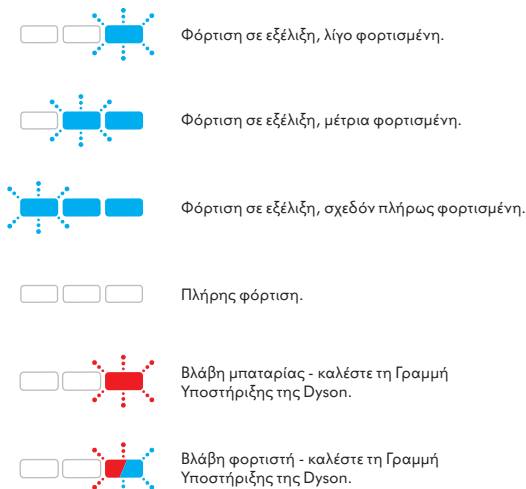 Φόρτιση σε εξέλιξη, λίγο φορτισμένη.
Φόρτιση σε εξέλιξη, μέτρια φορτισμένη.
Φόρτιση σε εξέλιξη, σχεδόν πλήρως φορτισμένη.
Πλήρης φόρτιση.
Βλάβη μπαταρίας - καλέστε τη Γραμμή
Υποστήριξης της Dyson.
Βλάβη φορτιστή - καλέστε τη Γραμμή
Υποστήριξης της Dyson.